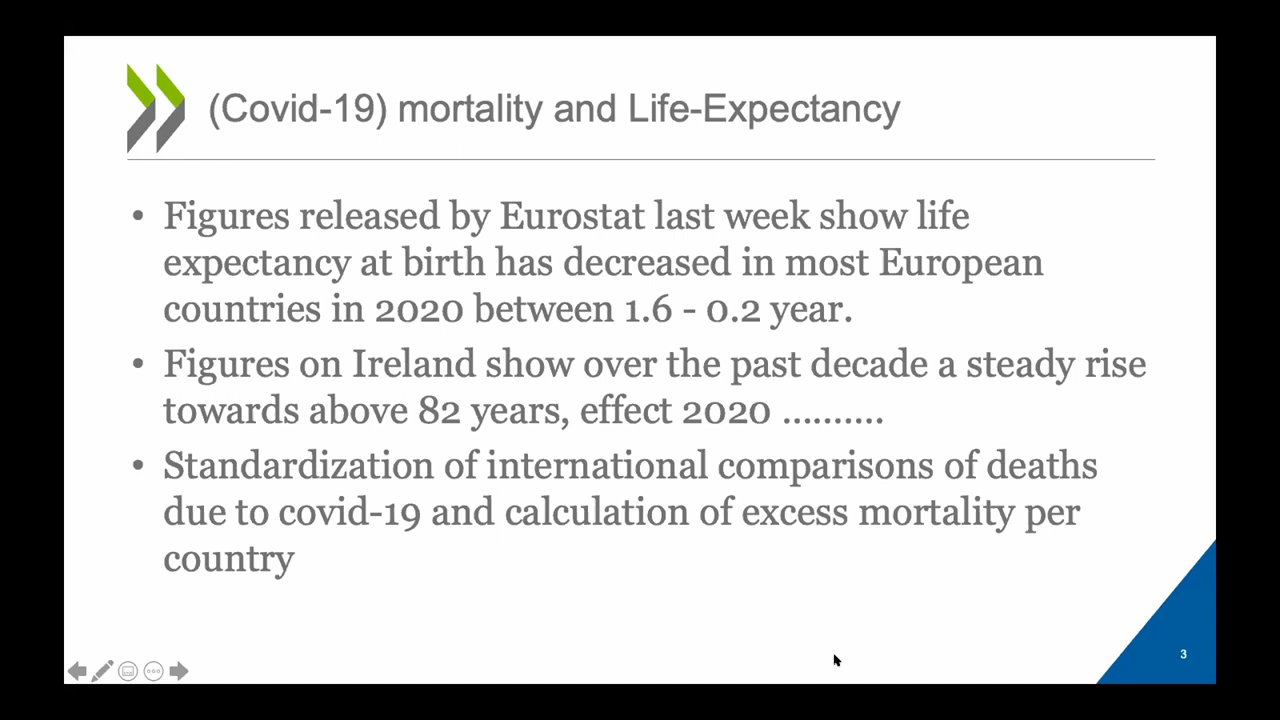 (Covid-19) mortality and Life-Expectancy
• Figures released by Eurostat last week show life
expectancy at birth has decreased in most European
countries in 2020 between 1.6 - 0.2 year.
• Figures on Ireland show over the past decade a steady rise
towards above 82 years, effect 2020 ..........
• Standardization of international comparisons of deaths
due to covid-19 and calculation of excess mortality per
country
3